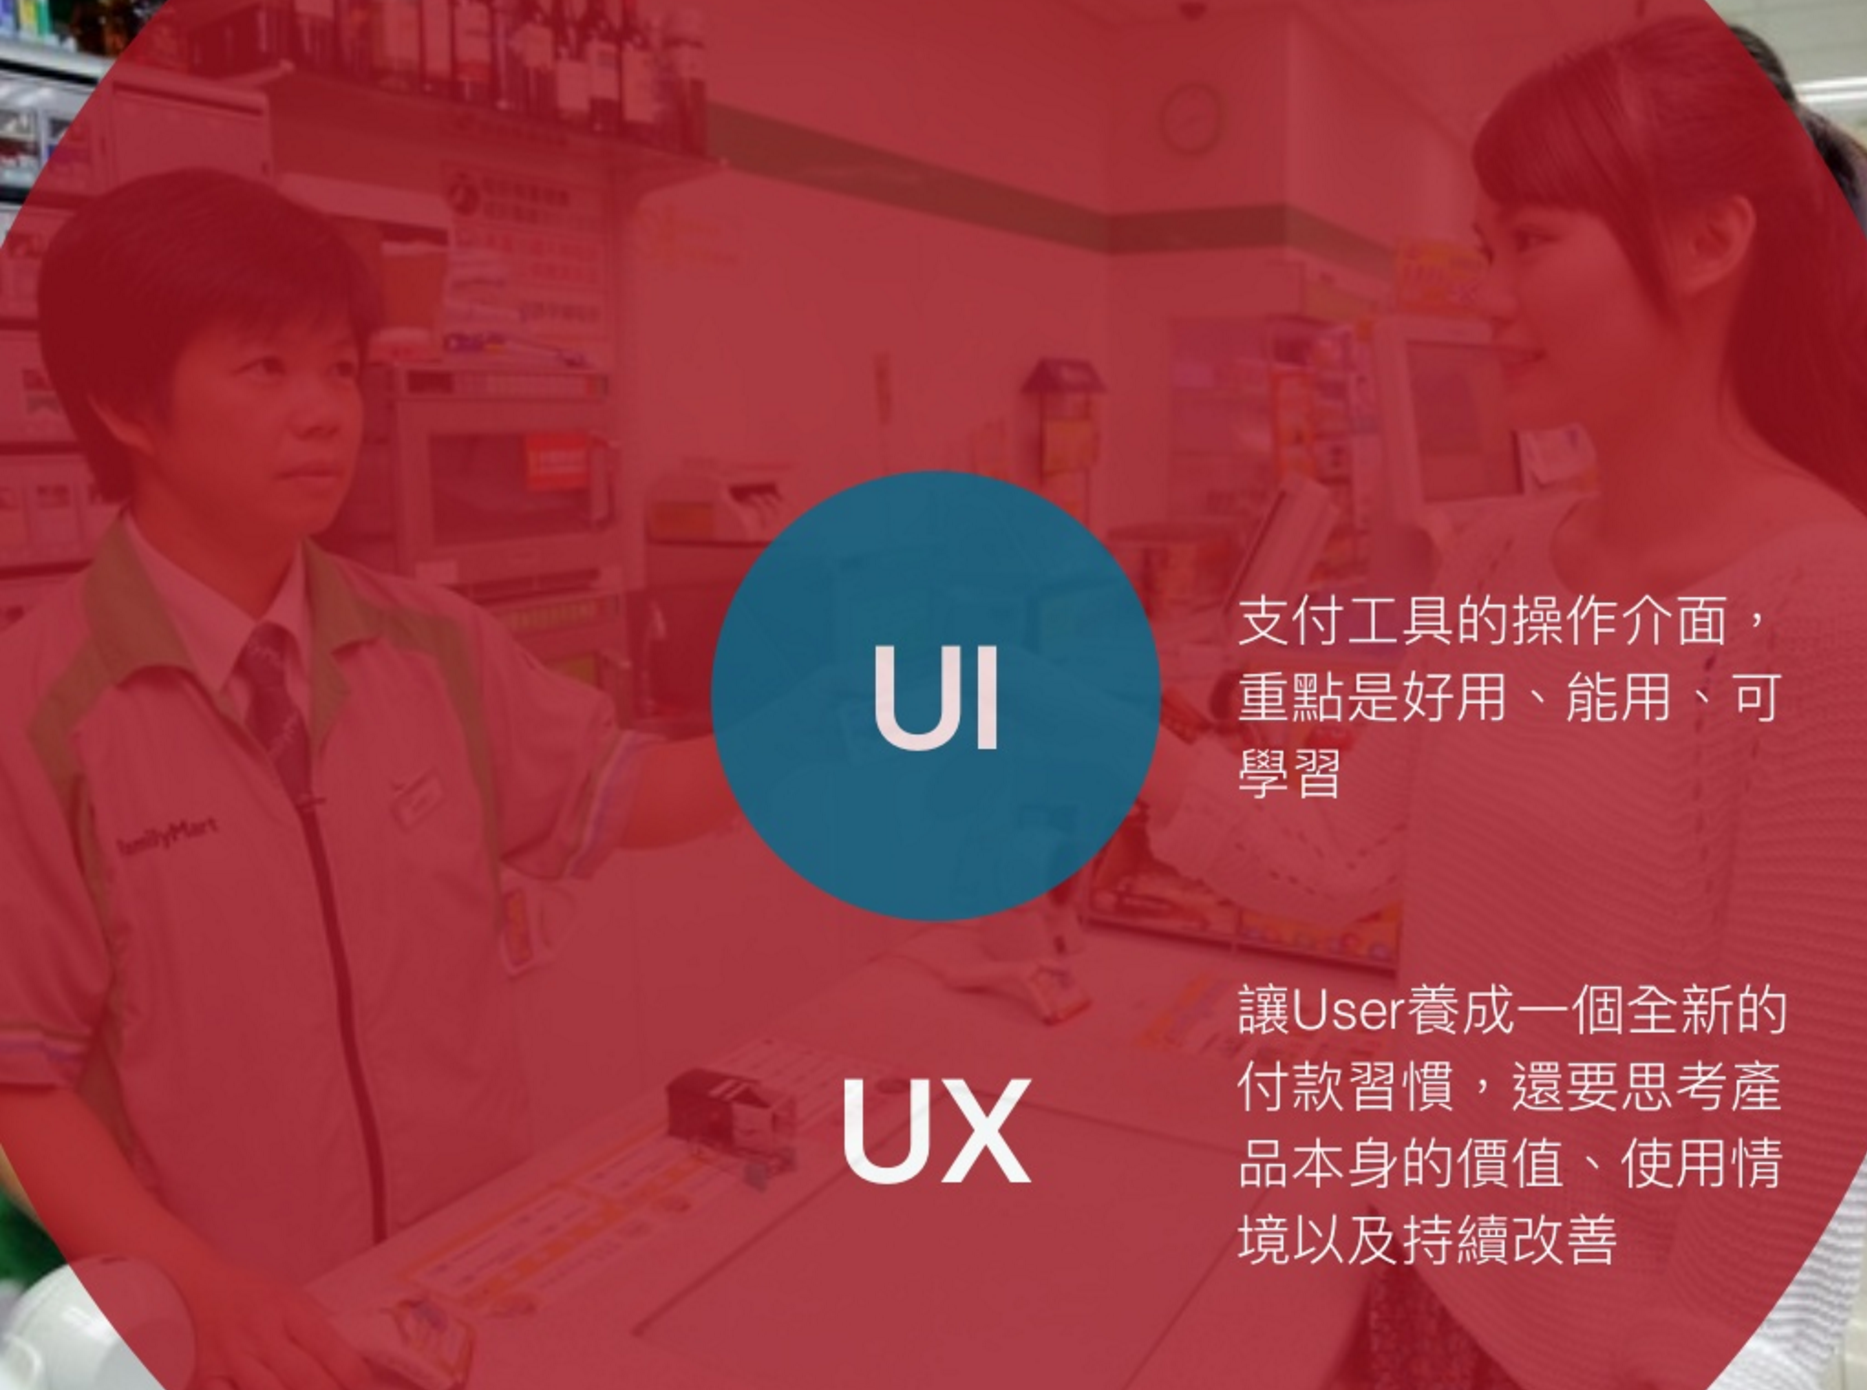 UI
支付工具的操作介面，
重點是好用、能用、可
學習
familyMart
UX
讓User養成一個全新的
付款習慣，還要思考產
品本身的價值、使用情
境以及持續改善